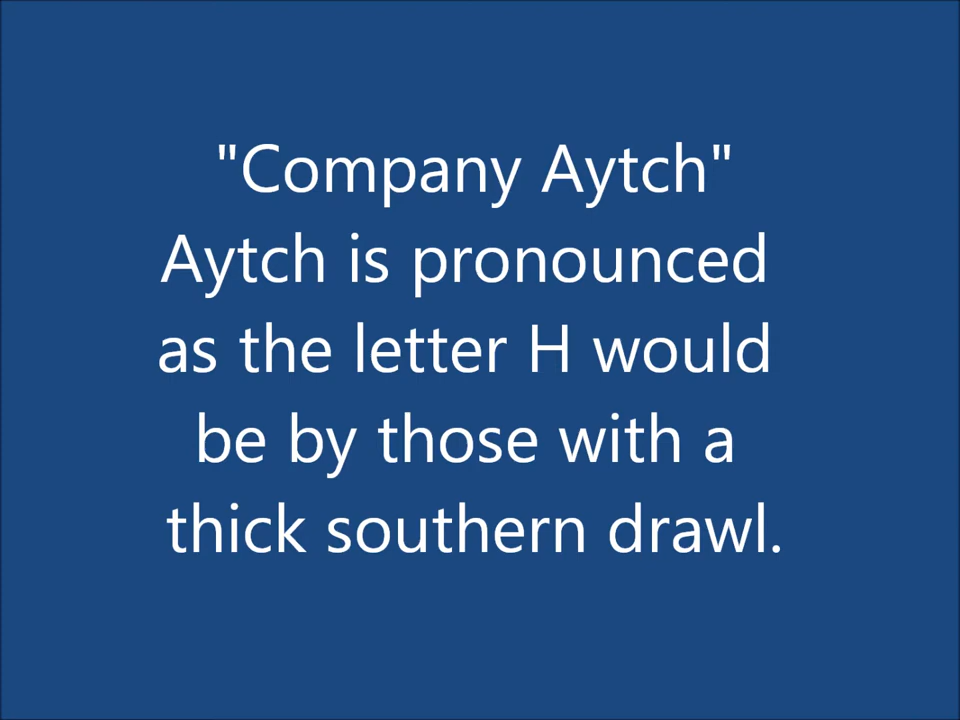 "Company Aytch"
Aytch is pronounced
as the letter H would
be by those with a
thick southern drawl.